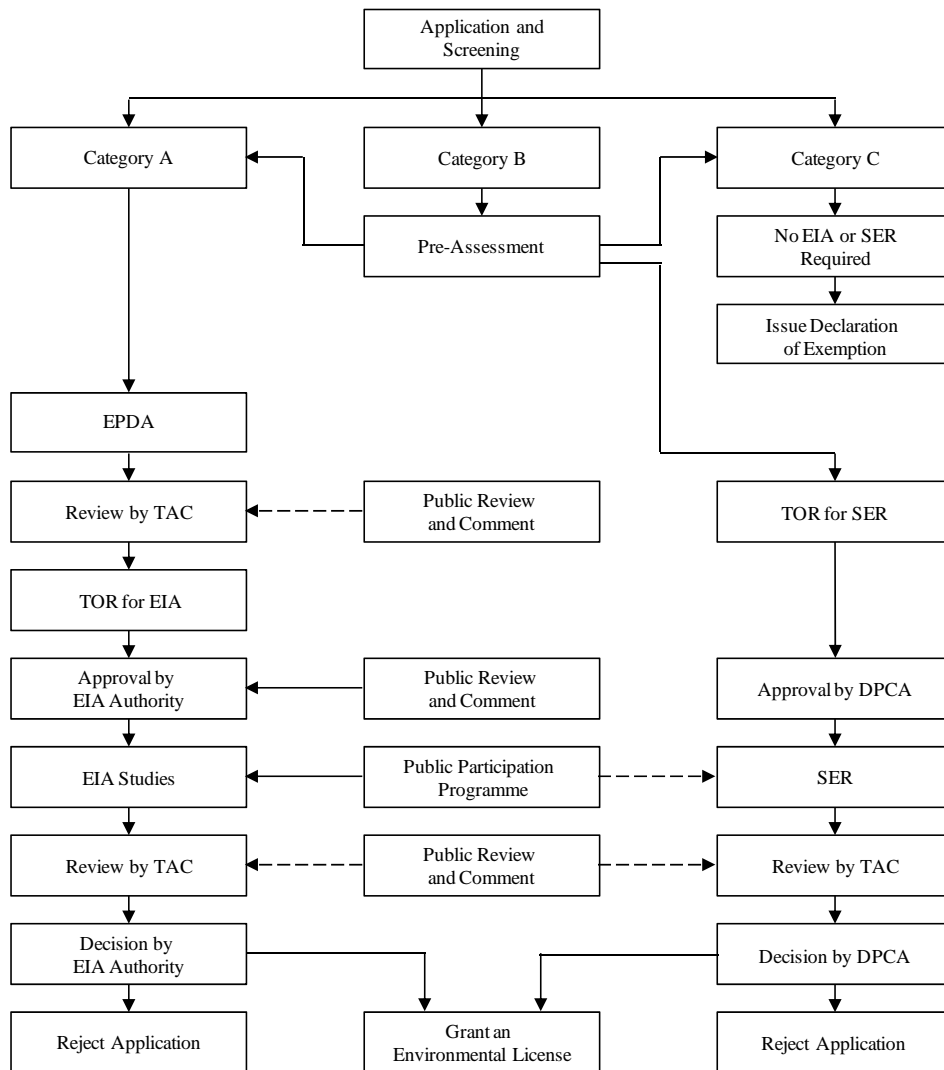 Application and
Screening
Category A
Category B
Category C
Pre-Assessment
No EIA or SER
Required
Issue Declaration
of Exemption
EPDA
Review by TAC
Public Review
and Comment
TOR for SER
TOR for EIA
Approval by
EIA Authority
Public Review
and Comment
Approval by DPCA
EIA Studies
Public Participation
Programme
SER
Review by TAC
Public Review
and Comment
Review by TAC
Decision by
EIA Authority
Decision by DPCA
Reject Application
Grant an
Environmental License
Reject Application